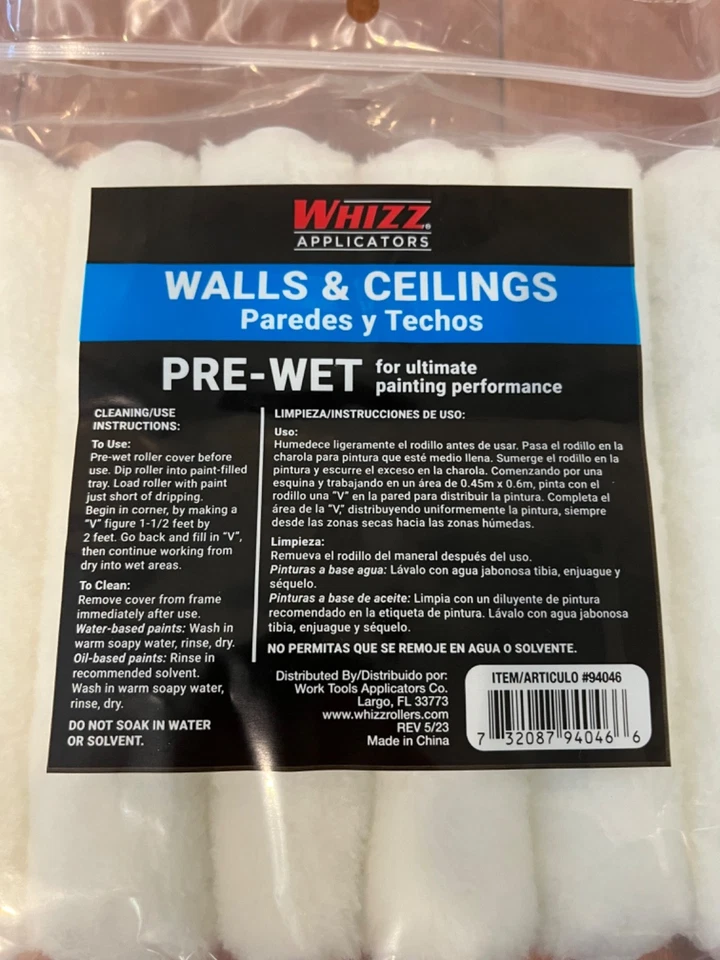 WHIZZ®
APPLICATORS
WALLS & CEILINGS
Paredes y Techos
PRE-WET for ultimate
painting performance
CLEANING/USE
INSTRUCTIONS:
To Use:
Pre-wet roller cover before
use. Dip roller into paint-filled
tray. Load roller with paint
just short of dripping.
Begin in corner, by making a
“V” figure 1-1/2 feet by
2 feet. Go back and fill in “V”,
then continue working from
dry into wet areas.
To Clean:
Remove cover from frame
immediately after use.
Water-based paints: Wash in
warm soapy water, rinse, dry.
Oil-based paints: Rinse in
recommended solvent.
Wash in warm soapy water,
rinse, dry.
DO NOT SOAK IN WATER
OR SOLVENT.
LIMPIEZA/INSTRUCCIONES DE USO:
Uso:
Humedece ligeramente el rodillo antes de usar. Pasa el rodillo en la
charola para pintura que esté medio llena. Sumerge el rodillo en la
pintura y escurre el exceso en la charola. Comenzando por una
esquina y trabajando en un área de 0.45m x 0.6m, pinta con el
rodillo una “V” en la pared para distribuir la pintura. Completa el
área de la “V,” distribuyendo uniformemente la pintura, siempre
desde las zonas secas hacia las zonas húmedas.
Limpieza:
Remueva el rodillo del maneral después del uso.
Pinturas a base agua: Lávalo con agua jabonosa tibia, enjuague y
séquelo.
Pinturas a base de aceite: Limpia con un diluyente de pintura
recomendado en la etiqueta de pintura. Lávalo con agua jabonosa
tibia, enjuague y séquelo.
NO PERMITAS QUE SE REMOJE EN AGUA O SOLVENTE.
Distributed By/Distribuido por:
Work Tools Applicators Co.
Largo, FL 33773
www.whizzrollers.com
REV 5/23
Made in China
ITEM/ARTICULO #94046
7 32087 94046 6